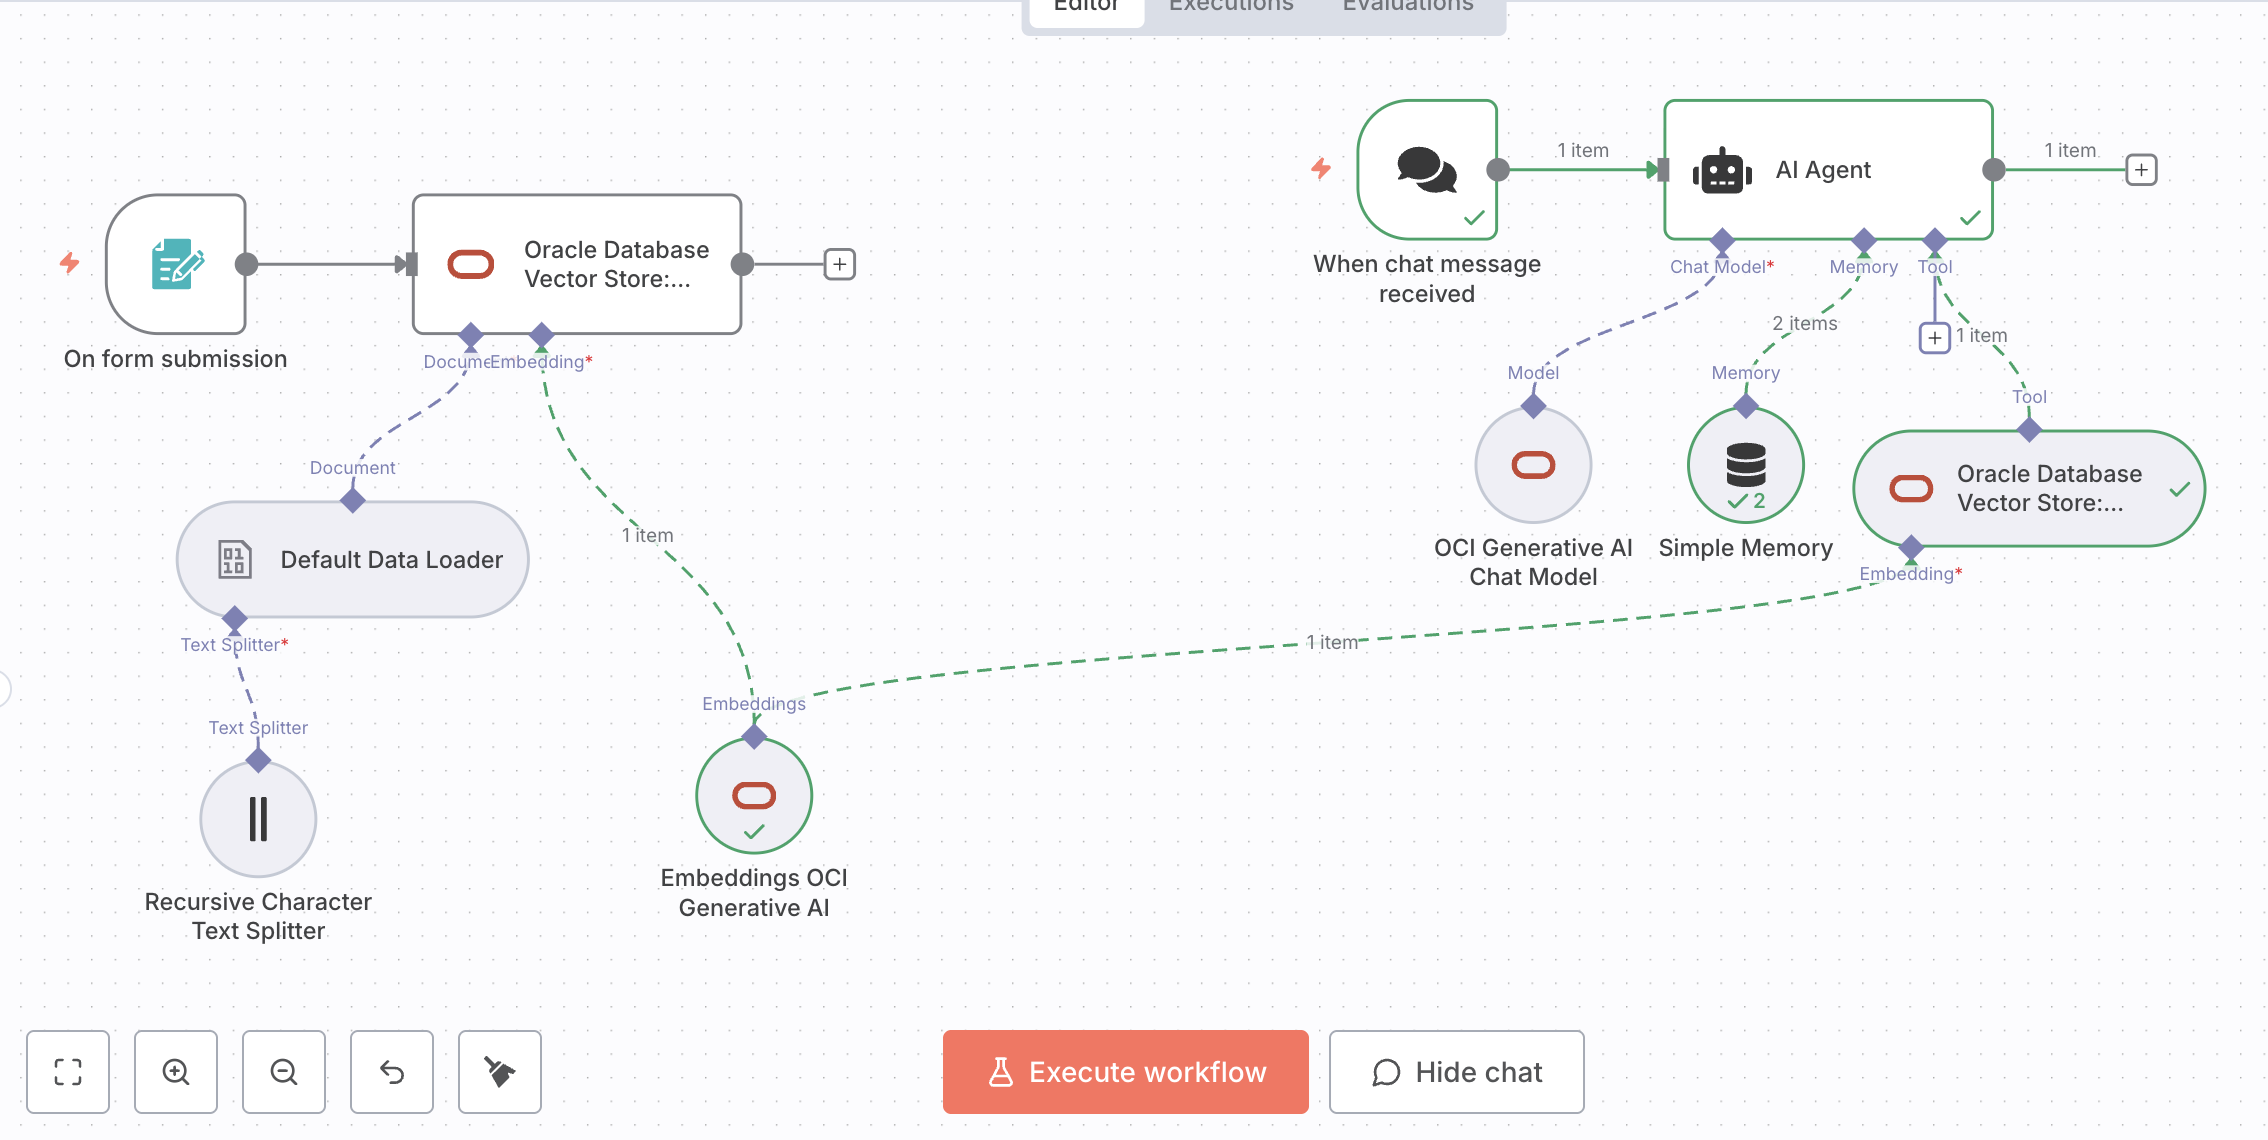 Editor
Executions
Evaluations
1 item
AI Agent
1 item
Oracle Database
Vector Store:...
When chat message
received
Chat Model*
Memory
Tool
On form submission
Embedding*
2 items
1 item
Model
Memory
Tool
Document
Oracle Database
Vector Store:...
2
1 item
Default Data Loader
OCI Generative AI
Chat Model
Simple Memory
Embedding*
Text Splitter*
1 item
Embeddings
Text Splitter
Embeddings OCI
Generative AI
Recursive Character
Text Splitter
Execute workflow
Hide chat